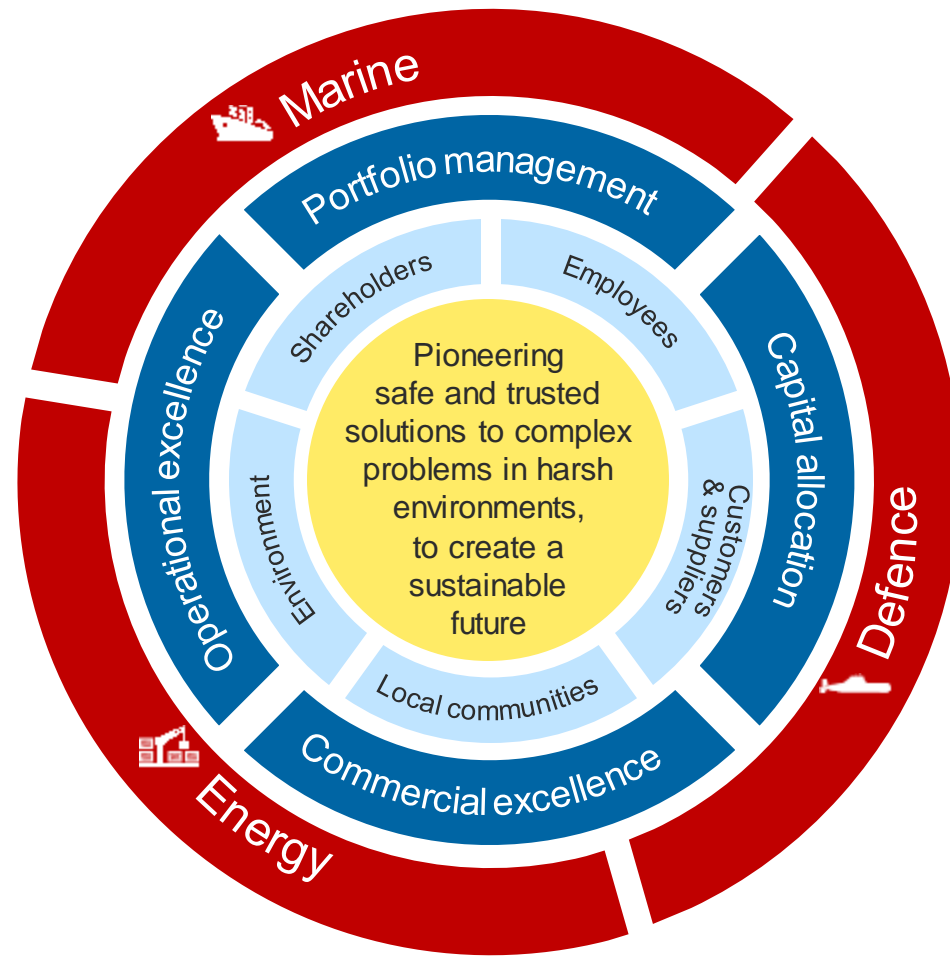 Marine
Defence
Energy
Portfolio management
Capital allocation
Commercial excellence
Operational excellence
Shareholders
Employees
Customers
& suppliers
Local communities
Environment
Pioneering
safe and trusted
solutions to complex
problems in harsh
environments,
to create a
sustainable
future